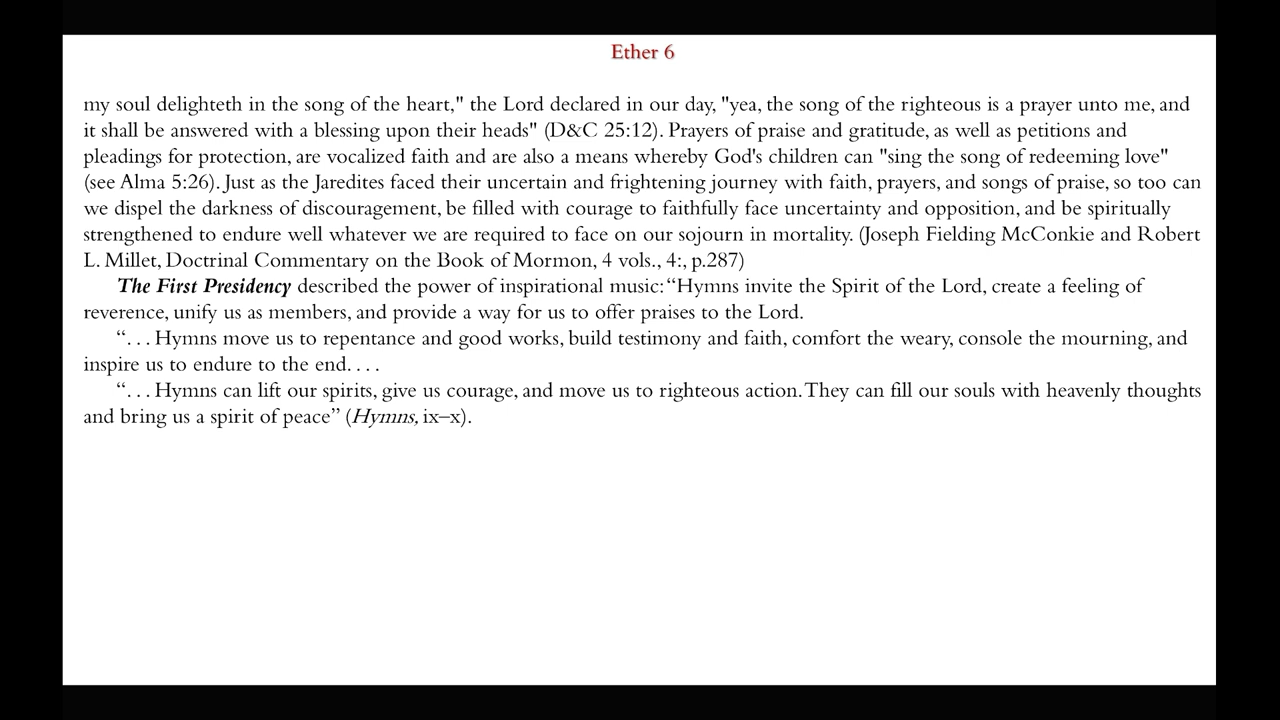 Ether 6
my soul delighteth in the song of the heart," the Lord declared in our day, "yea, the song of the righteous is a prayer unto me, and
it shall be answered with a blessing upon their heads" (D&C 25:12). Prayers of praise and gratitude, as well as petitions and
pleadings for protection, are vocalized faith and are also a means whereby God's children can "sing the song of redeeming love"
(see Alma 5:26). Just as the Jaredites faced their uncertain and frightening journey with faith, prayers, and songs of praise, so too can
we dispel the darkness of discouragement, be filled with courage to faithfully face uncertainty and opposition, and be spiritually
strengthened to endure well whatever we are required to face on our sojourn in mortality. (Joseph Fielding McConkie and Robert
L. Millet, Doctrinal Commentary on the Book of Mormon, 4 vols., 4:, p.287)
The First Presidency described the power of inspirational music: “Hymns invite the Spirit of the Lord, create a feeling of
reverence, unify us as members, and provide a way for us to offer praises to the Lord.
“. . . Hymns move us to repentance and good works, build testimony and faith, comfort the weary, console the mourning, and
inspire us to endure to the end. . . .
“. . . Hymns can lift our spirits, give us courage, and move us to righteous action. They can fill our souls with heavenly thoughts
and bring us a spirit of peace” (Hymns, ix–x).